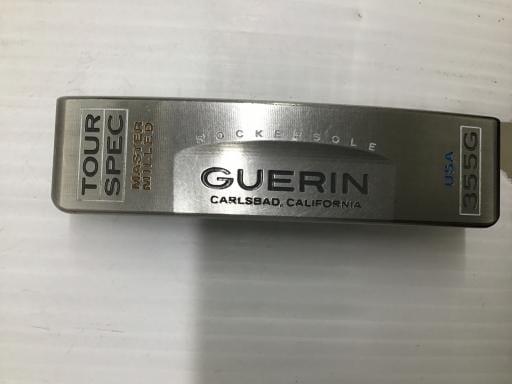 TOUR
SPEC
MASTER
MILLED
ROCKERSOLE
GUERIN
CARLSBAD, CALIFORNIA
USA
355G